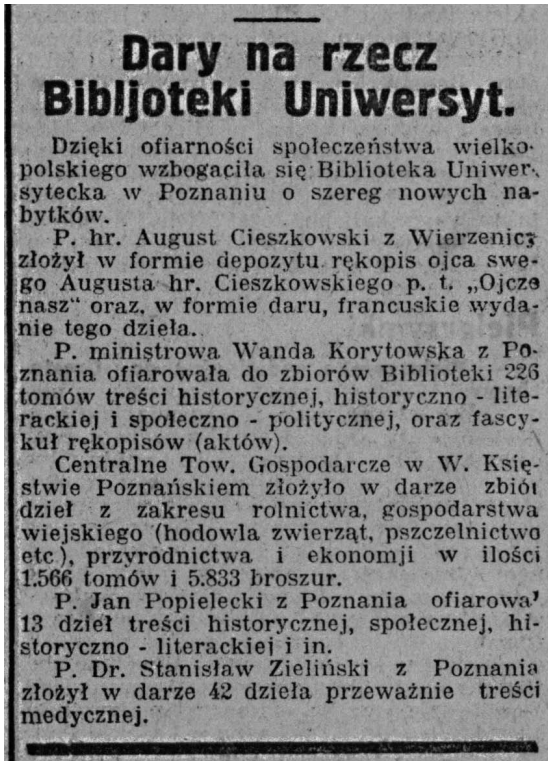 Dary na rzecz
Bibljoteki Uniwersyt.
Dzięki ofiarności społeczeństwa wielko-
polskiego wzbogaciła się Biblioteka Uniwer-
sytecka w Poznaniu o szereg nowych na-
bytków.
P. hr. August Cieszkowski z Wierzenicy
złożył w formie depozytu rękopis ojca swe-
go Augusta hr. Cieszkowskiego p. t. „Ojcze
nasz“ oraz, w formie daru, francuskie wyda-
nie tego dzieła.
P. ministrowa Wanda Korytowska z Po-
znania ofiarowała do zbiorów Biblioteki 226
tomów treści historycznej, historyczno - lite-
rackiej i społeczno - politycznej, oraz fascy-
kuł rękopisów (aktów).
Centralne Tow. Gospodarcze w W. Księ-
stwie Poznańskiem złożyło w darze zbiór
dzieł z zakresu rolnictwa, gospodarstwa
wiejskiego (hodowla zwierząt, pszczelnictwo
etc), przyrodnictwa i ekonomji w ilości
1.566 tomów i 5.833 broszur.
P. Jan Popielecki z Poznania ofiarował
13 dzieł treści historycznej, społecznej, hi-
storyczno - literackiej i in.
P. Dr. Stanisław Zieliński z Poznania
złożył w darze 42 dzieła przeważnie treści
medycznej.